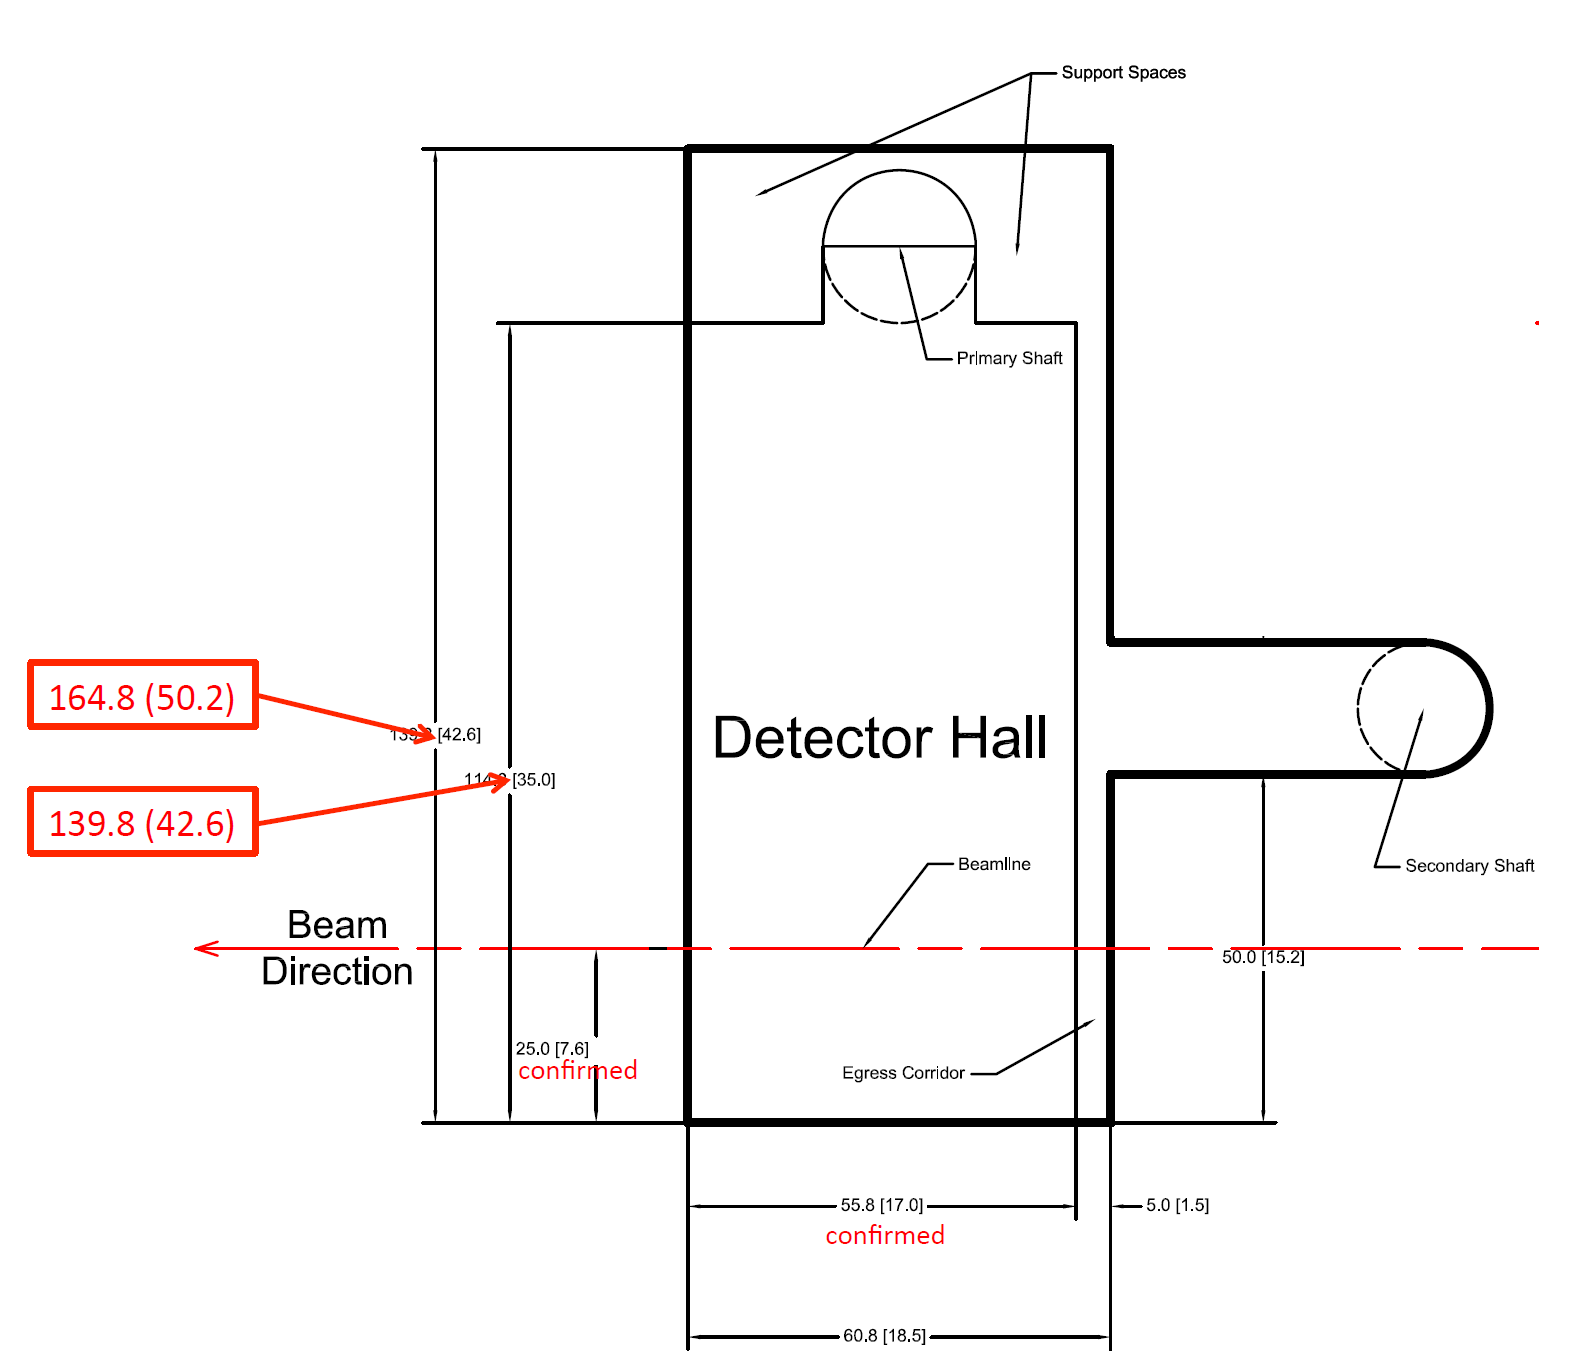 Support Spaces
Primary Shaft
164.8 (50.2)
[42.6]
Detector Hall
[35.0]
139.8 (42.6)
Beamline
Secondary Shaft
Beam
Direction
50.0 [15.2]
25.0 [7.6]
confirmed
Egress Corridor
55.8 [17.0]
5.0 [1.5]
confirmed
60.8 [18.5]